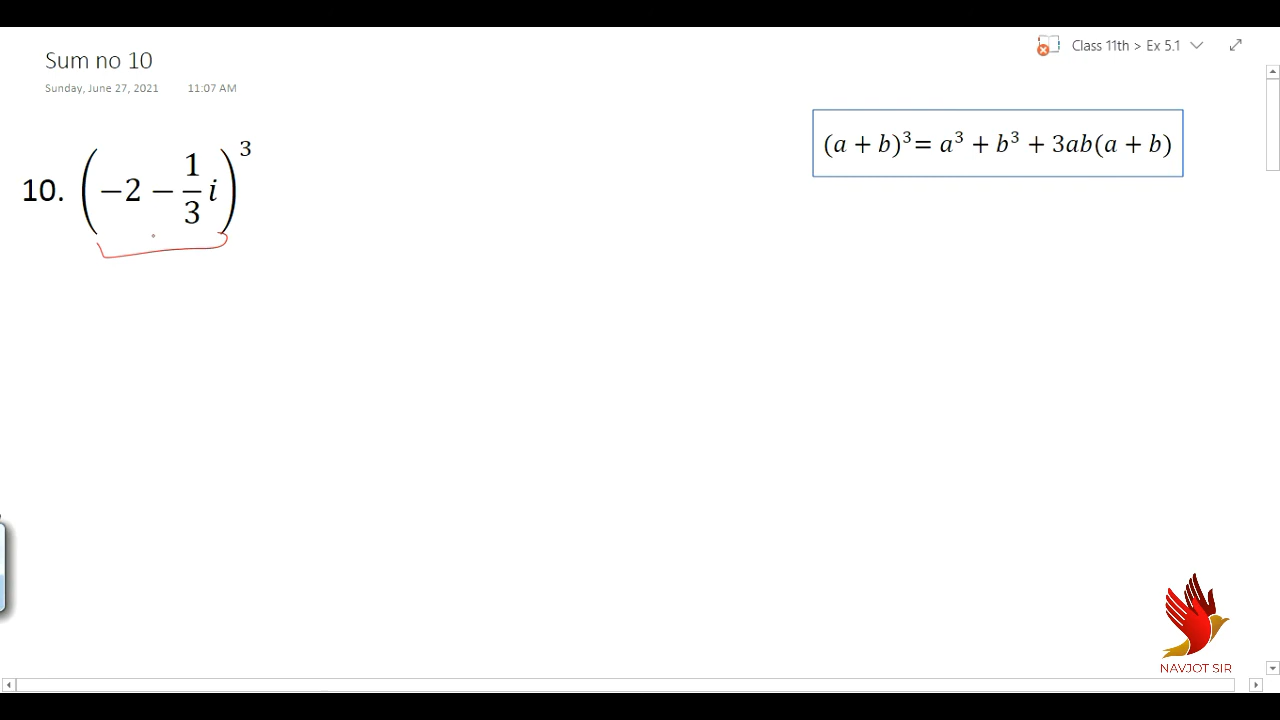 Sum no 10
Sunday, June 27, 2021 11:07 AM
Class 11th > Ex 5.1
10. (−2 − 1/3 i)³
(a + b)³= a³ + b³ + 3ab(a + b)
NAVJOT SIR